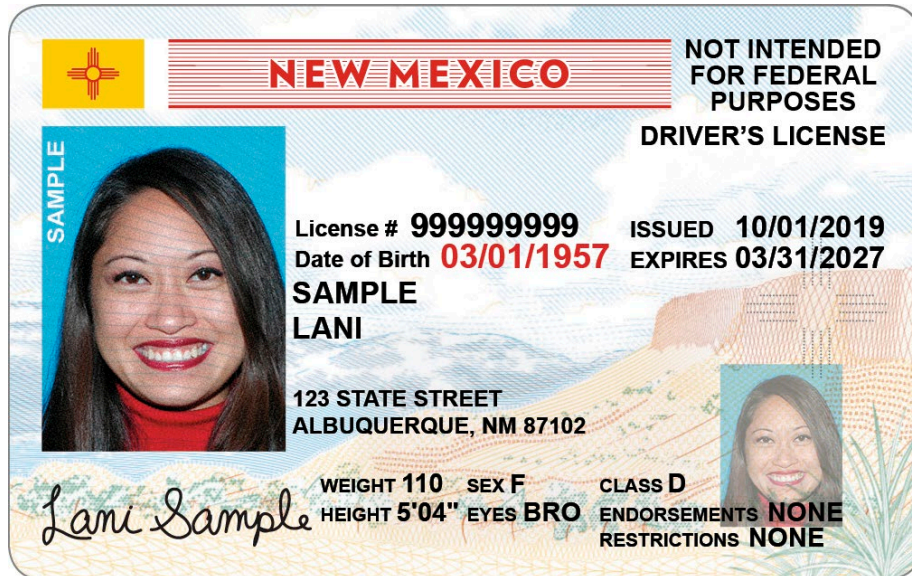 NEW MEXICO
NOT INTENDED
FOR FEDERAL
PURPOSES
DRIVER'S LICENSE
SAMPLE
License # 999999999
ISSUED 10/01/2019
Date of Birth 03/01/1957
EXPIRES 03/31/2027
SAMPLE
LANI
123 STATE STREET
ALBUQUERQUE, NM 87102
WEIGHT 110 SEX F CLASS D
HEIGHT 5'04" EYES BRO ENDORSEMENTS NONE
RESTRICTIONS NONE
Lani Sample